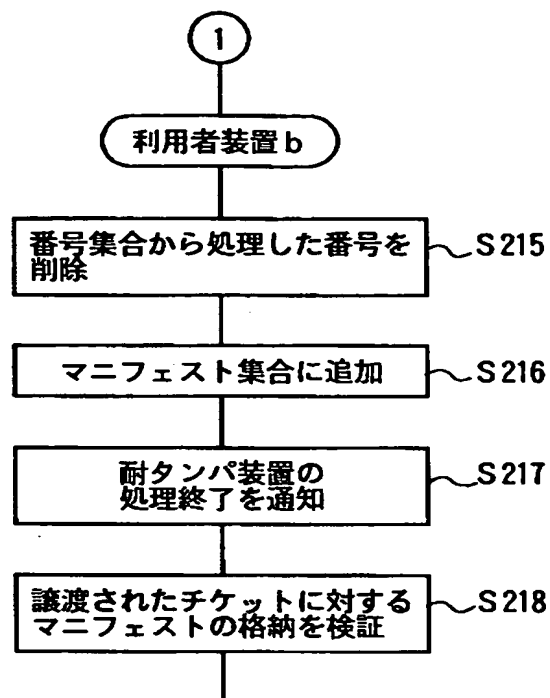 1
利用者装置b
番号集合から処理した番号を
削除
S215
マニフェスト集合に追加
S216
耐タンパ装置の
処理終了を通知
S217
譲渡されたチケットに対する
マニフェストの格納を検証
S218